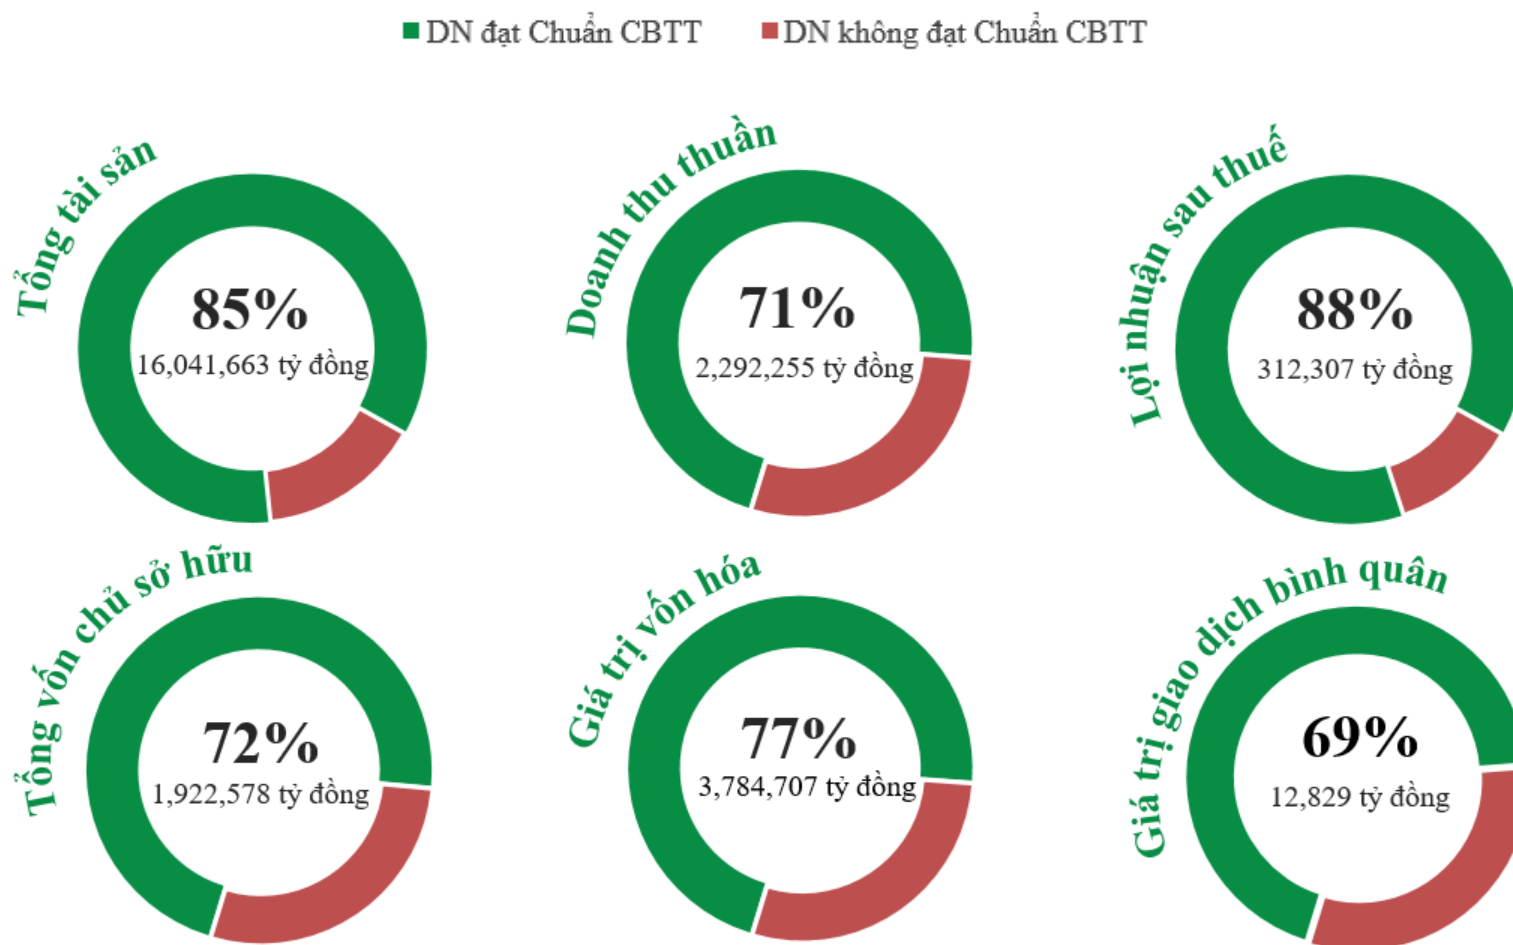 DN đạt Chuẩn CBTT
DN không đạt Chuẩn CBTT
Tổng tài sản
85%
16,041,663 tỷ đồng
Doanh thu thuần
71%
2,292,255 tỷ đồng
Lợi nhuận sau thuế
88%
312,307 tỷ đồng
Tổng vốn chủ sở hữu
72%
1,922,578 tỷ đồng
Giá trị vốn hóa
77%
3,784,707 tỷ đồng
Giá trị giao dịch bình quân
69%
12,829 tỷ đồng